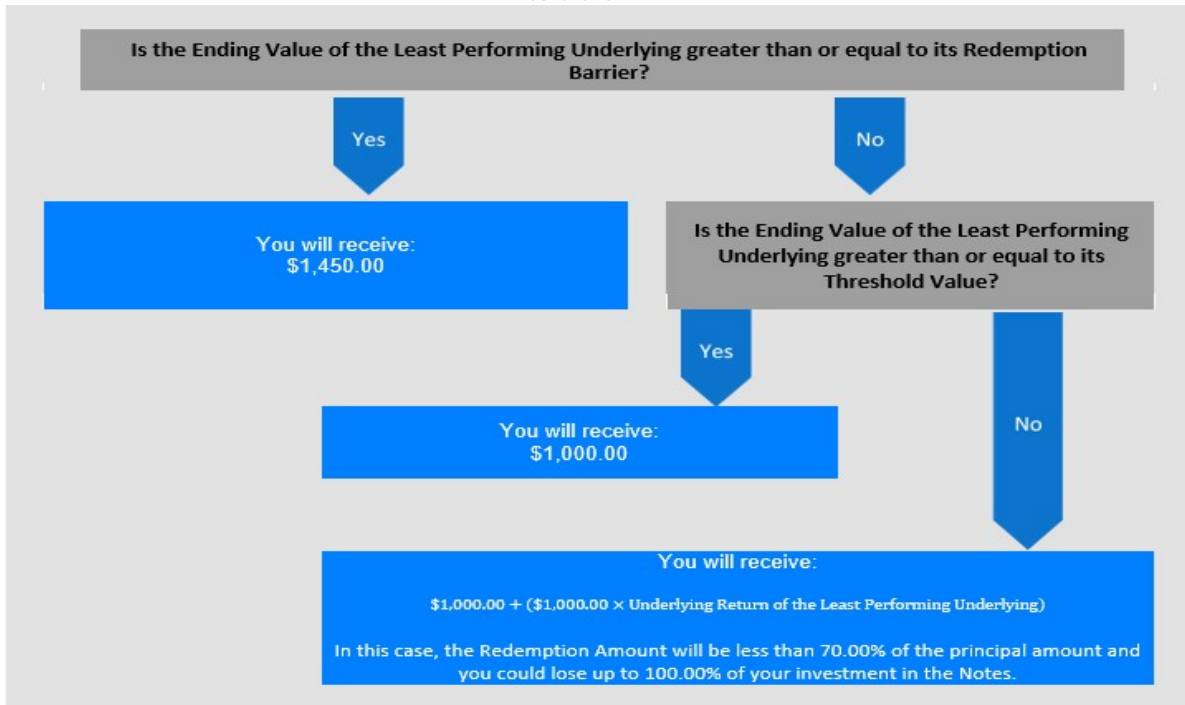 Is the Ending Value of the Least Performing Underlying greater than or equal to its Redemption
Barrier?
Yes
No
You will receive:
$1,450.00
Is the Ending Value of the Least Performing
Underlying greater than or equal to its
Threshold Value?
Yes
No
You will receive:
$1,000.00
You will receive:
$1,000.00 + ($1,000.00 × Underlying Return of the Least Performing Underlying)
In this case, the Redemption Amount will be less than 70.00% of the principal amount and
you could lose up to 100.00% of your investment in the Notes.